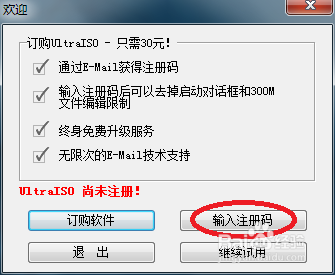 欢迎
订购UltraISO - 只需30元!
通过E-Mail获得注册码
输入注册码后可以去掉启动对话框和300M
文件编辑限制
终身免费升级服务
无限次的E-Mail技术支持
UltraISO 尚未注册!
订购软件
输入注册码
退 出
继续试用